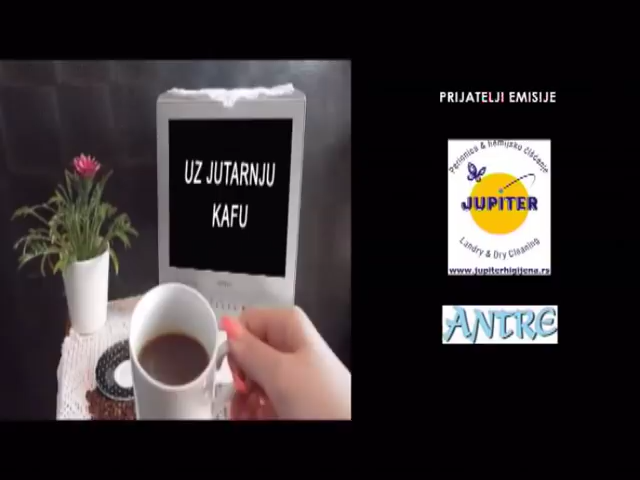 UZ JUTARNJU
KAFU
PRIJATELJI EMISIJE
Perionica & hemijsko čišćenje
JUPITER
Landry & Dry Cleaning
www.jupiterhigijena.rs
ANTRE